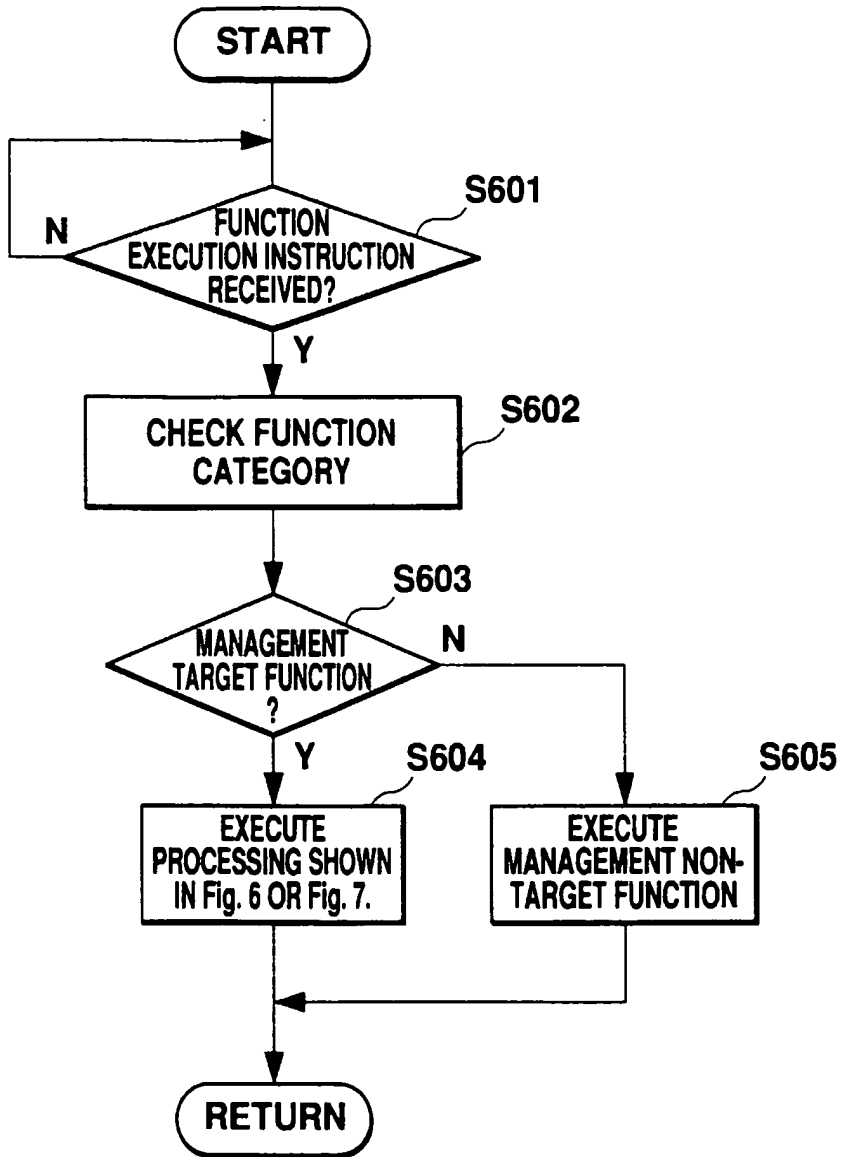 START
S601
N
FUNCTION
EXECUTION INSTRUCTION
RECEIVED?
Y
S602
CHECK FUNCTION
CATEGORY
S603
MANAGEMENT
TARGET FUNCTION
?
N
Y
S604
EXECUTE
PROCESSING SHOWN
IN Fig. 6 OR Fig. 7.
S605
EXECUTE
MANAGEMENT NON-
TARGET FUNCTION
RETURN